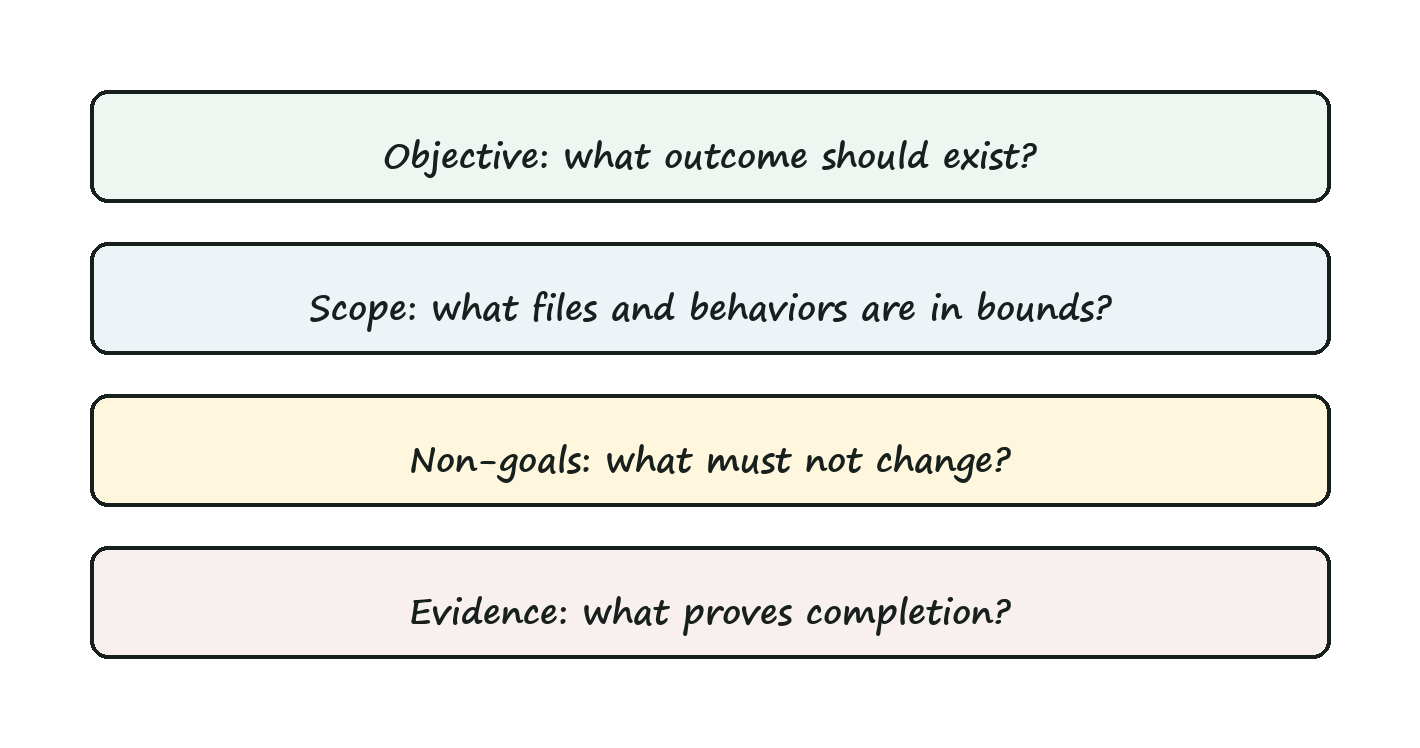 Objective: what outcome should exist?
Scope: what files and behaviors are in bounds?
Non-goals: what must not change?
Evidence: what proves completion?